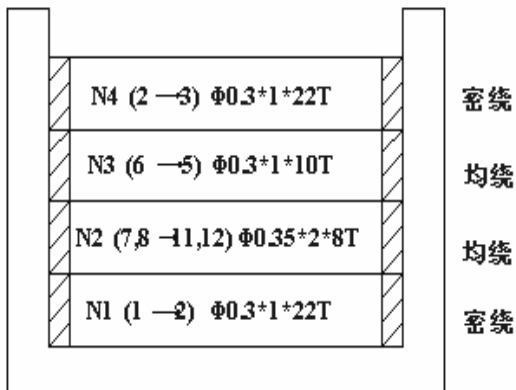 N4 (2→3) Φ0.3*1*22T 密绕
N3 (6→5) Φ0.3*1*10T 均绕
N2 (7,8→11,12) Φ0.35*2*8T 均绕
N1 (1→2) Φ0.3*1*22T 密绕